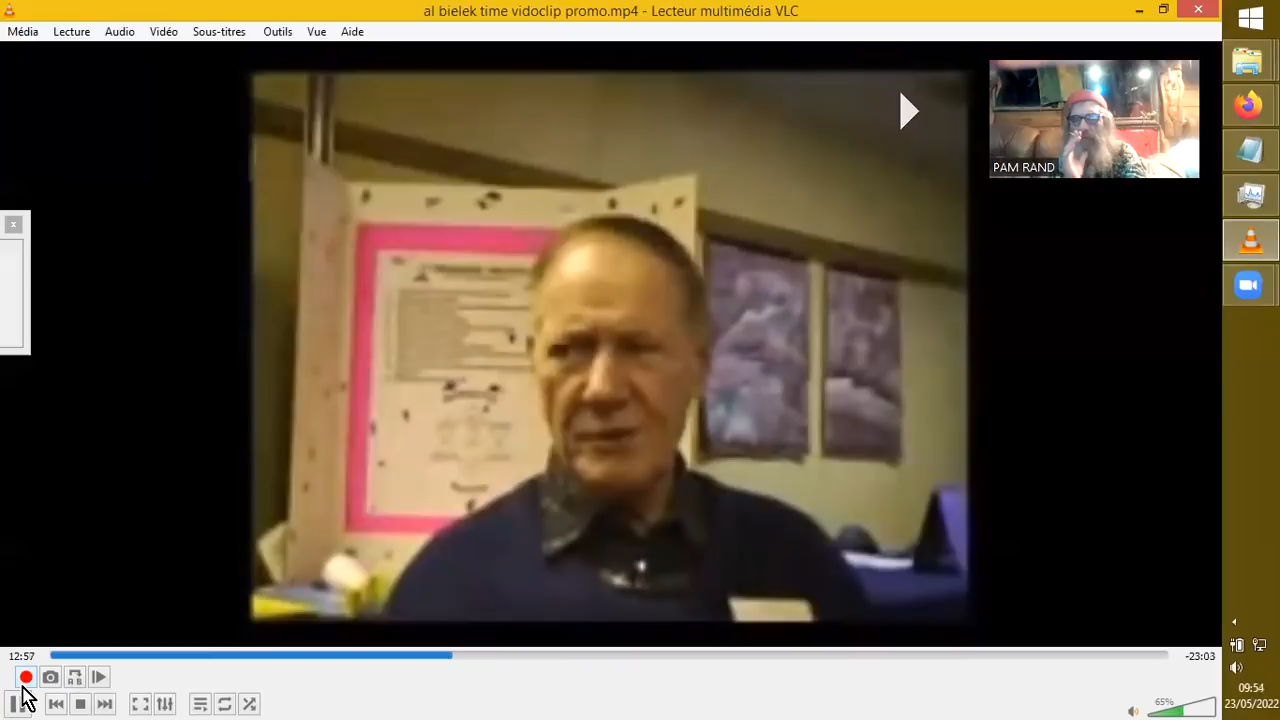 al bielek time vidoclip promo.mp4 - Lecteur multimédia VLC
Média Lecture Audio Vidéo Sous-titres Outils Vue Aide
PAM RAND
12:57
-23:03
65%
09:54
23/05/2022